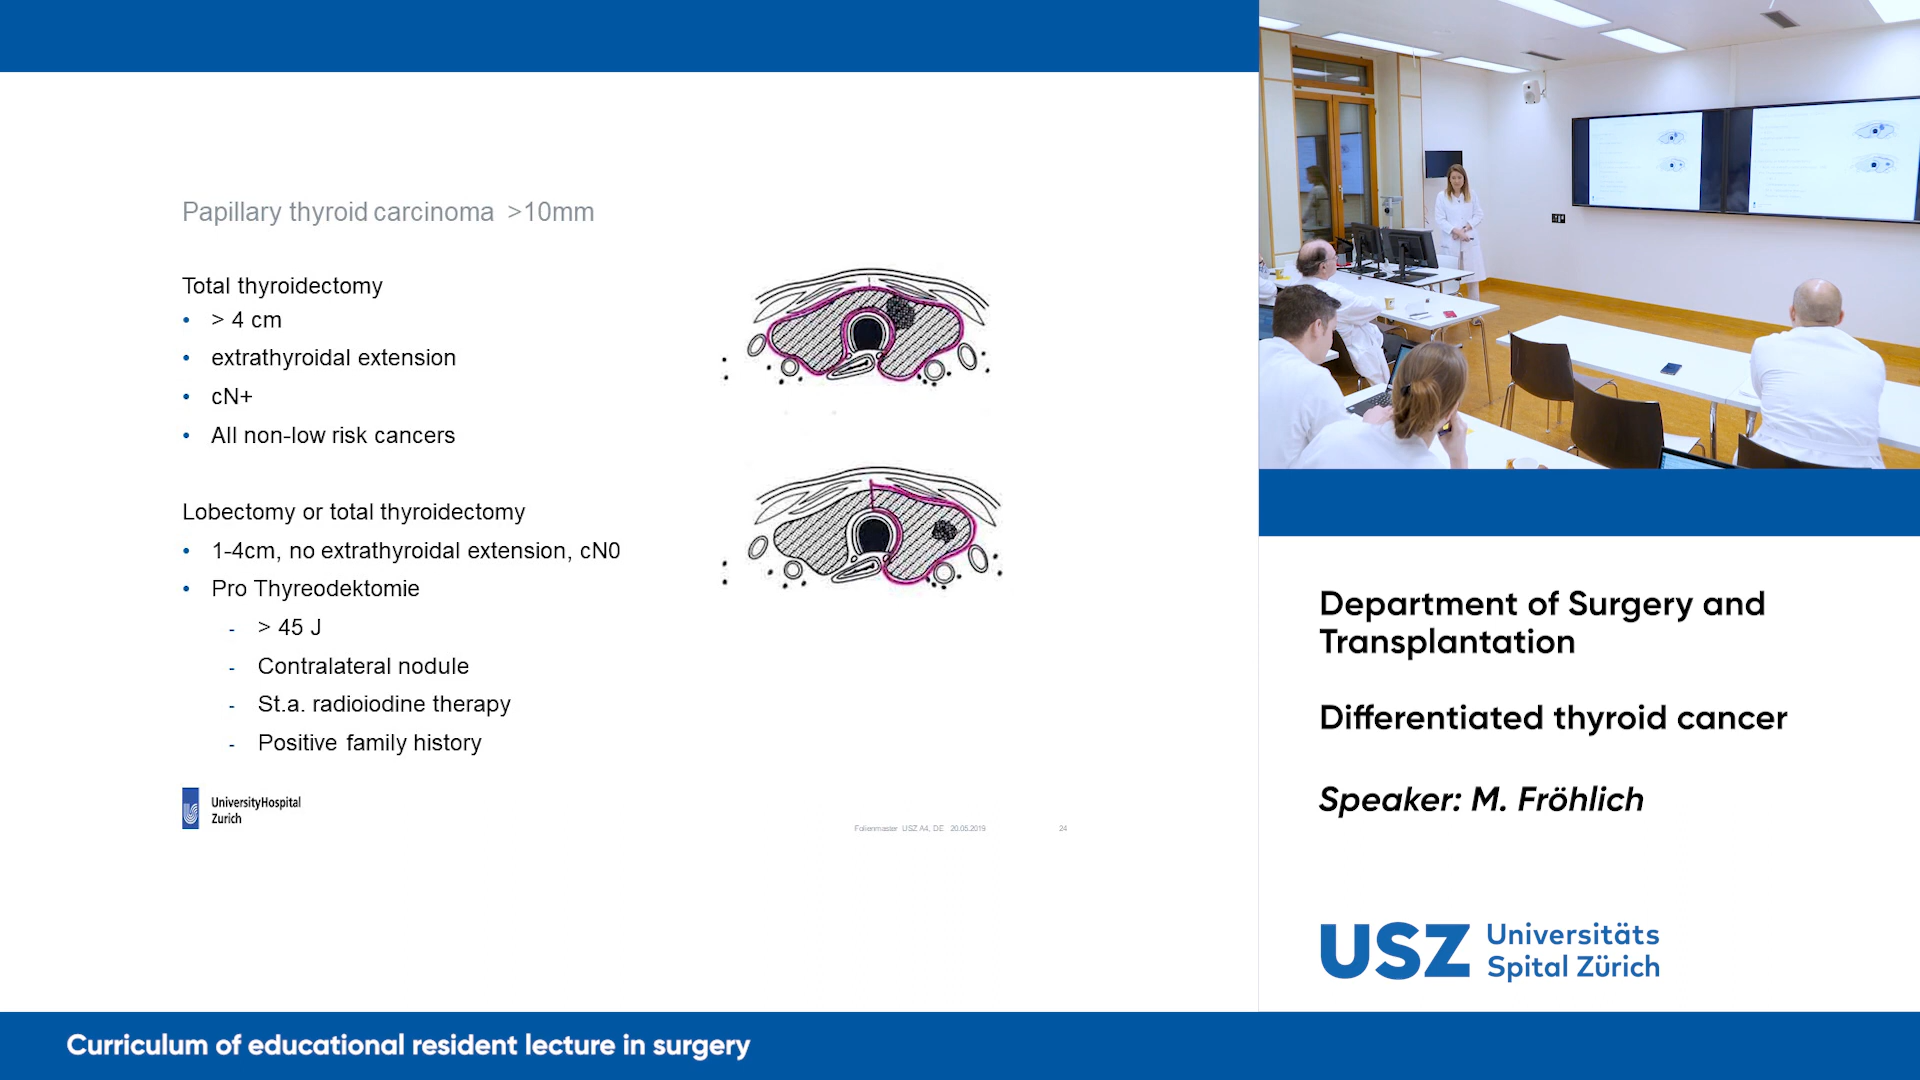 Papillary thyroid carcinoma >10mm
Total thyroidectomy
• > 4 cm
• extrathyroidal extension
• cN+
• All non-low risk cancers
Lobectomy or total thyroidectomy
• 1-4cm, no extrathyroidal extension, cN0
• Pro Thyreodektomie
- > 45 J
- Contralateral nodule
- St.a. radioiodine therapy
- Positive family history
UniversityHospital
Zurich
Folienmaster USZ A4, DE 20.05.2019 24
Department of Surgery and
Transplantation
Differentiated thyroid cancer
Speaker: M. Fröhlich
USZ Universitäts
Spital Zürich
Curriculum of educational resident lecture in surgery